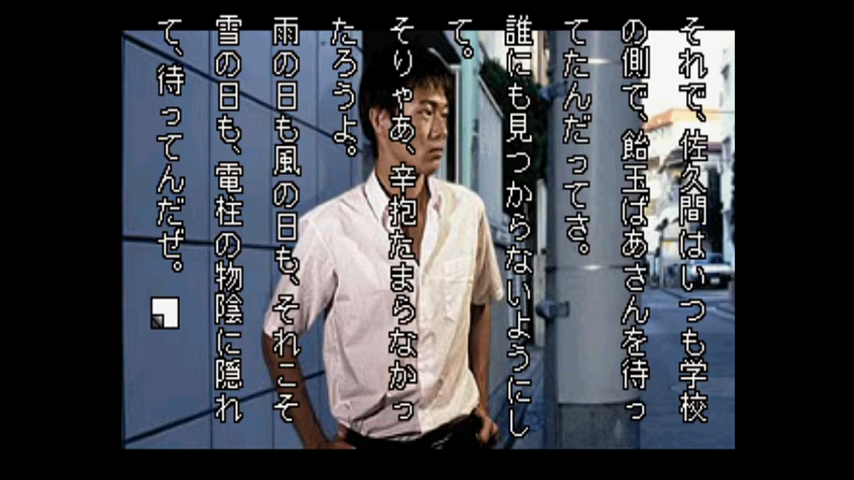 それで、佐久間はいつも学校
の側で、飴玉ばあさんを待っ
てたんだってさ。
誰にも見つからないようにし
て。
そりゃあ、辛抱たまらなかっ
たろうよ。
雨の日も風の日も、それこそ
雪の日も、電柱の物陰に隠れ
て、待ってんだぜ。